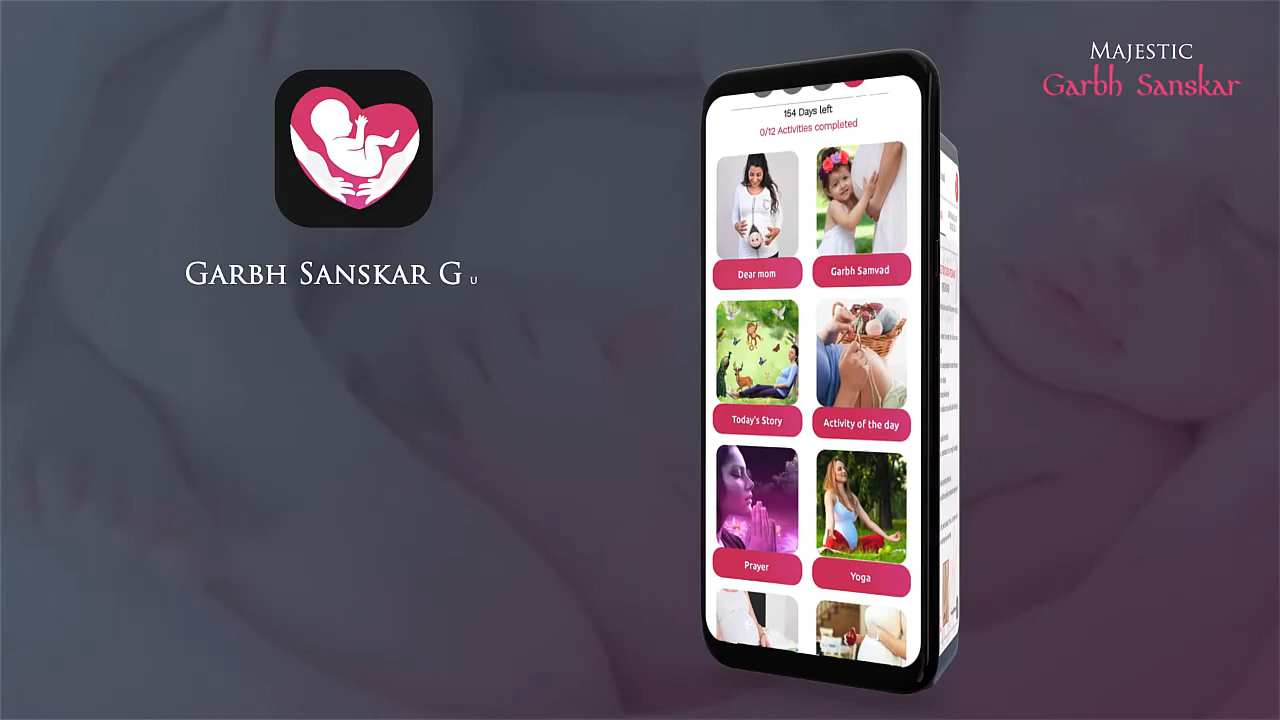 MAJESTIC
Garbh Sanskar
GARBH SANSKAR G U
154 Days left
0/12 Activities completed
Dear mom
Garbh Samvad
Today's Story
Activity of the day
Prayer
Yoga